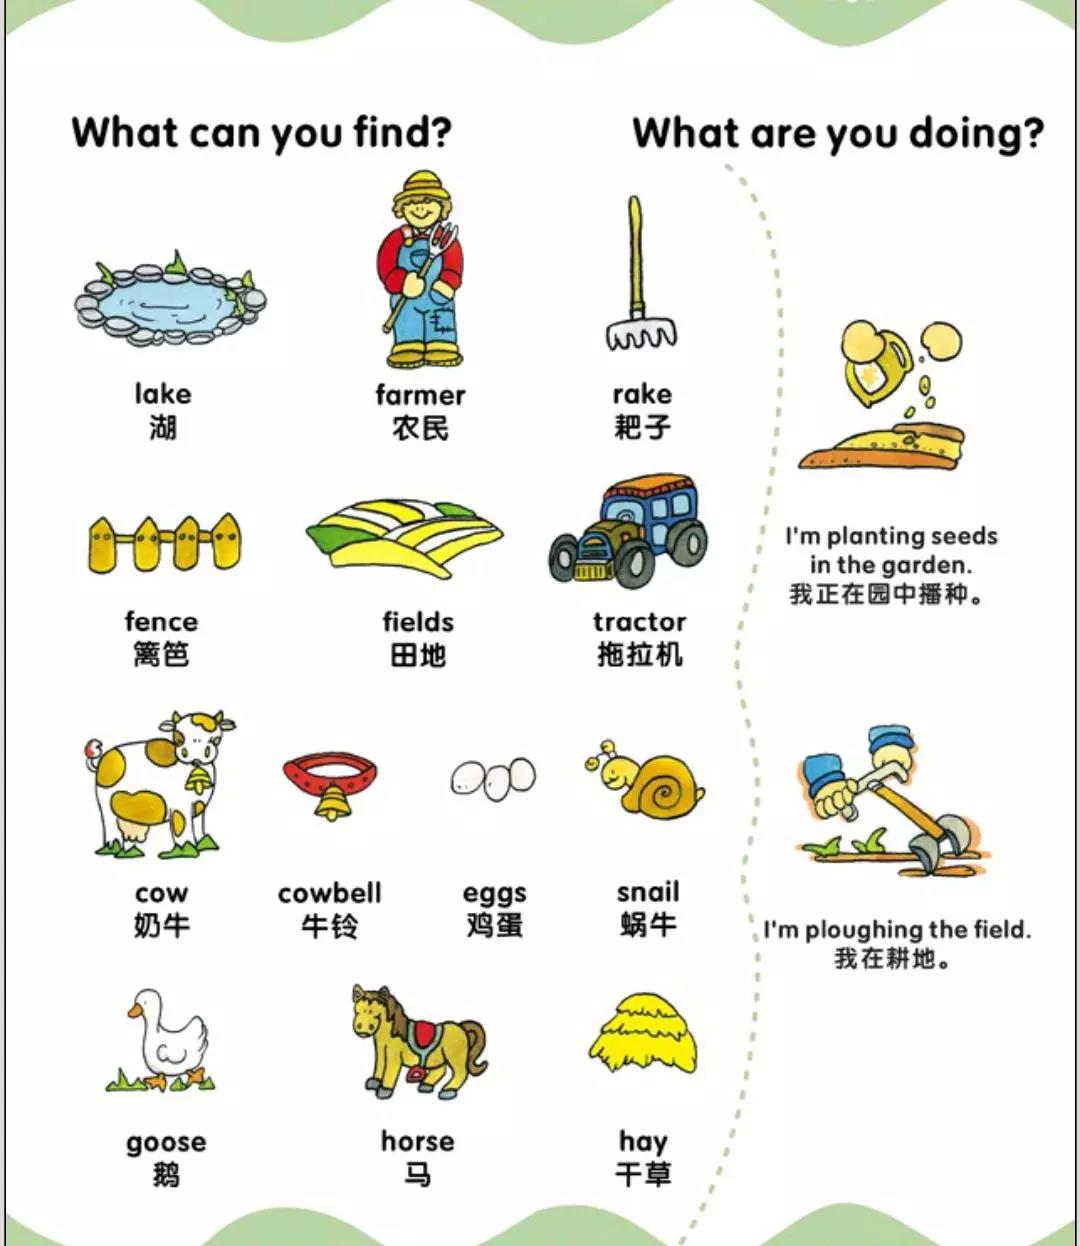 What can you find?
What are you doing?
lake
湖
farmer
农民
rake
耙子
fence
篱笆
fields
田地
tractor
拖拉机
cow
奶牛
cowbell
牛铃
eggs
鸡蛋
snail
蜗牛
goose
鹅
horse
马
hay
干草
I'm planting seeds
in the garden.
我正在园中播种。
I'm ploughing the field.
我在耕地。